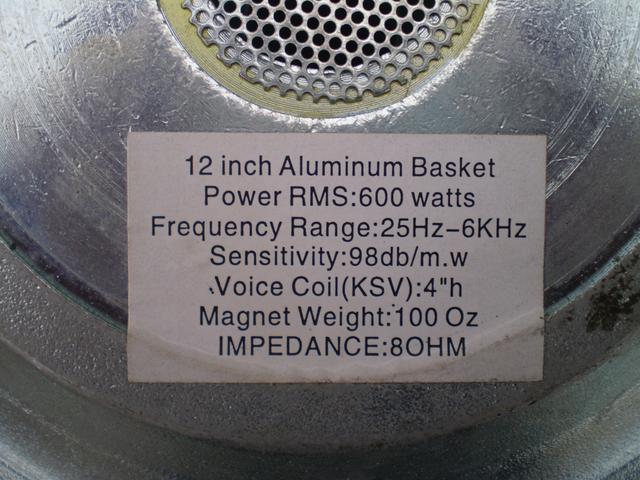 12 inch Aluminum Basket
Power RMS:600 watts
Frequency Range:25Hz-6KHz
Sensitivity:98db/m.w
Voice Coil(KSV):4"h
Magnet Weight:100 Oz
IMPEDANCE:8OHM